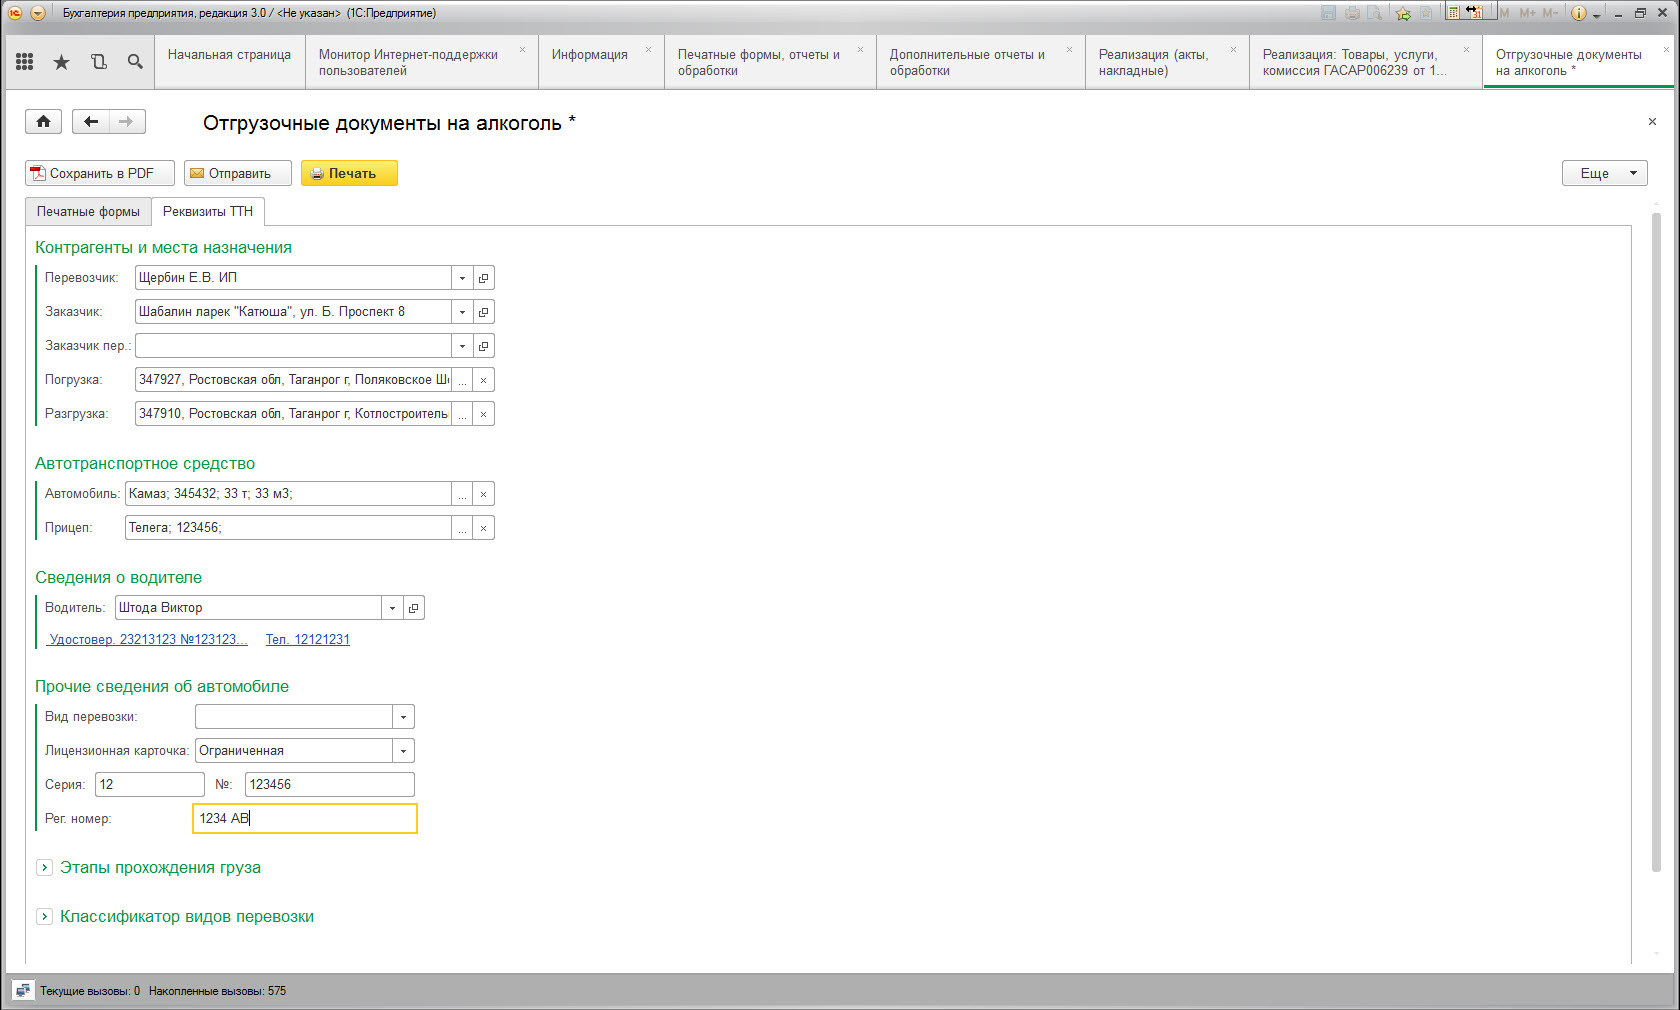 Бухгалтерия предприятия, редакция 3.0 / <Не указан> (1С:Предприятие)
M M+ M-
31
Начальная страница
Монитор Интернет-поддержки пользователей
Информация
Печатные формы, отчеты и обработки
Дополнительные отчеты и обработки
Реализация (акты, накладные)
Реализация: Товары, услуги, комиссия ГАСАР006239 от 1...
Отгрузочные документы на алкоголь *
Отгрузочные документы на алкоголь *
Сохранить в PDF
Отправить
Печать
Еще
Печатные формы
Реквизиты ТТН
Контрагенты и места назначения
Перевозчик: Щербин Е.В. ИП
Заказчик: Шабалин ларек "Катюша", ул. Б. Проспект 8
Заказчик пер.:
Погрузка: 347927, Ростовская обл, Таганрог г, Поляковское Ш
Разгрузка: 347910, Ростовская обл, Таганрог г, Котлостроитель
Автотранспортное средство
Автомобиль: Камаз; 345432; 33 т; 33 м3;
Прицеп: Телега; 123456;
Сведения о водителе
Водитель: Штода Виктор
Удостовер. 23213123 №123123... Тел. 12121231
Прочие сведения об автомобиле
Вид перевозки:
Лицензионная карточка: Ограниченная
Серия: 12 №: 123456
Рег. номер: 1234 АВ
Этапы прохождения груза
Классификатор видов перевозки
Текущие вызовы: 0 Накопленные вызовы: 575